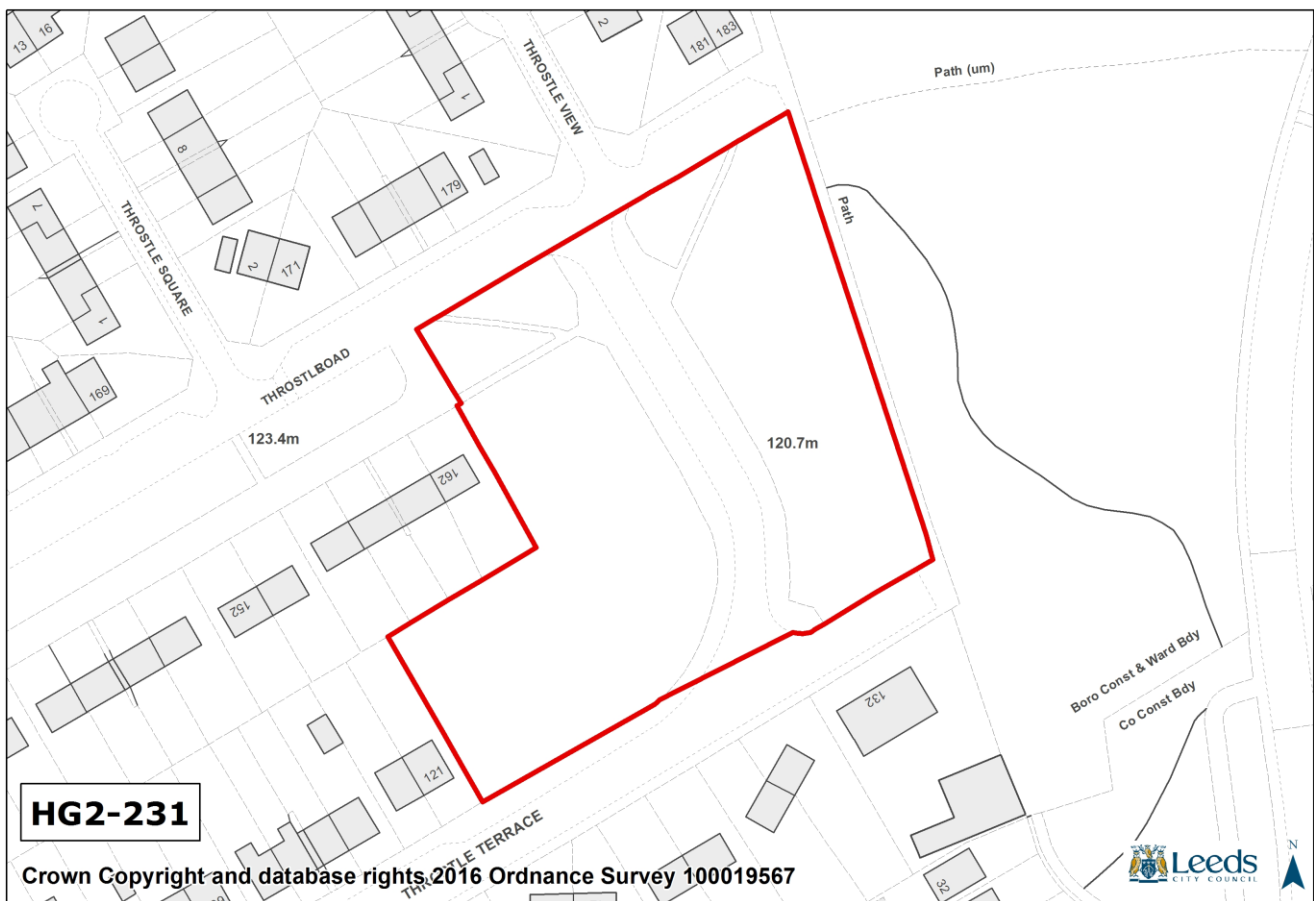 13
16
2
181
183
Path (um)
THROSTLE VIEW
1
8
179
7
THROSTLE SQUARE
Path
2
171
1
THROSTLROAD
169
123.4m
120.7m
162
152
132
Boro Const & Ward Bdy
Co Const Bdy
121
HG2-231
THROSTLE TERRACE
32
Crown Copyright and database rights 2016 Ordnance Survey 100019567
Leeds
CITY COUNCIL
N